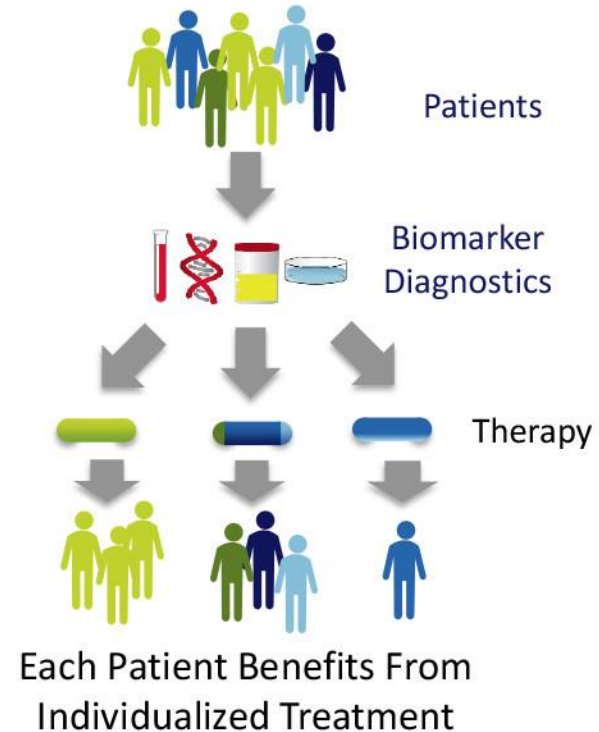 Patients
Biomarker
Diagnostics
Therapy
Each Patient Benefits From
Individualized Treatment